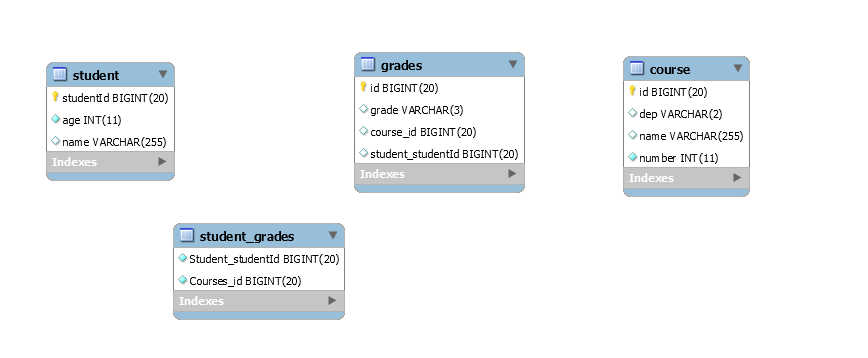 student
studentId BIGINT(20)
age INT(11)
name VARCHAR(255)
Indexes
grades
id BIGINT(20)
grade VARCHAR(3)
course_id BIGINT(20)
student_studentId BIGINT(20)
Indexes
course
id BIGINT(20)
dep VARCHAR(2)
name VARCHAR(255)
number INT(11)
Indexes
student_grades
Student_studentId BIGINT(20)
Courses_id BIGINT(20)
Indexes